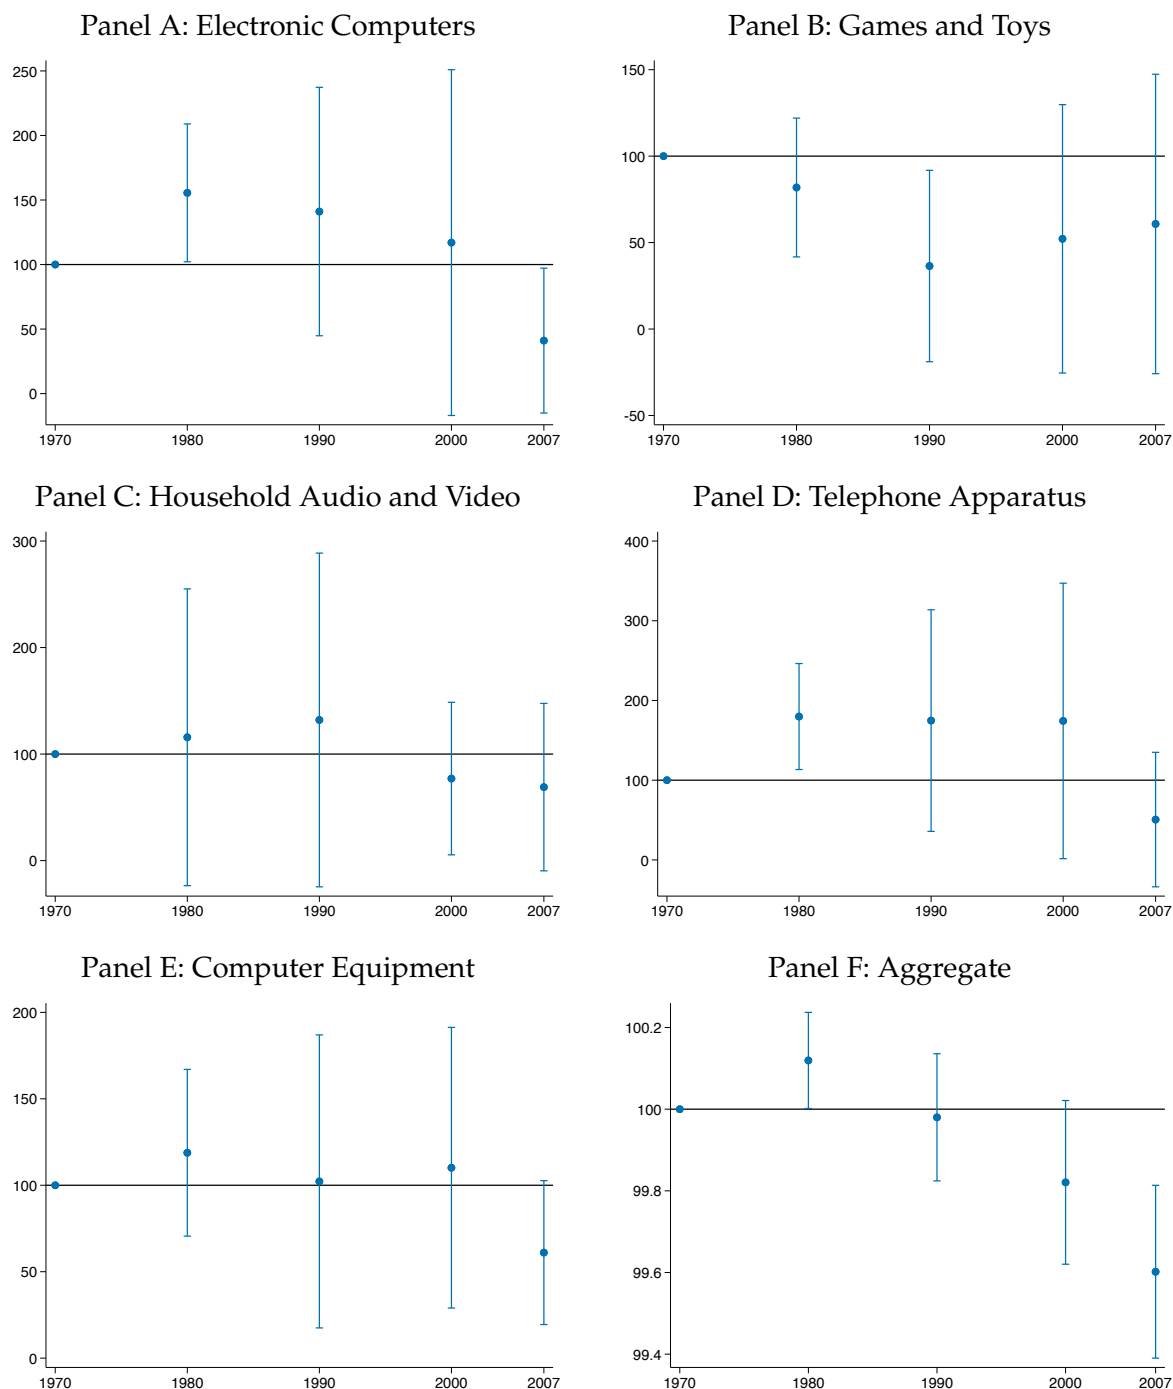 Panel A: Electronic Computers
250
200
150
100
50
0
1970 1980 1990 2000 2007
Panel B: Games and Toys
150
100
50
0
-50
1970 1980 1990 2000 2007
Panel C: Household Audio and Video
300
200
100
0
1970 1980 1990 2000 2007
Panel D: Telephone Apparatus
400
300
200
100
0
1970 1980 1990 2000 2007
Panel E: Computer Equipment
200
150
100
50
0
1970 1980 1990 2000 2007
Panel F: Aggregate
100.2
100
99.8
99.6
99.4
1970 1980 1990 2000 2007